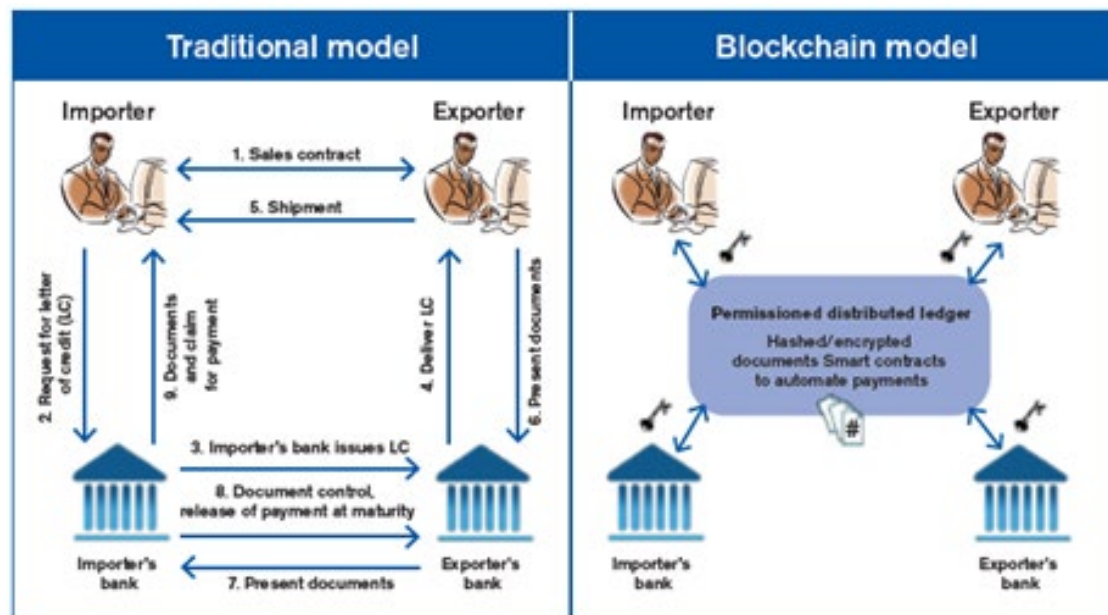 Traditional model
Blockchain model
Importer
Exporter
1. Sales contract
5. Shipment
2. Request for letter
of credit (LC)
9. Documents
and claim
for payment
4. Deliver LC
6. Present documents
3. Importer's bank issues LC
8. Document control,
release of payment at maturity
7. Present documents
Importer's
bank
Exporter's
bank
Importer
Exporter
Permissioned distributed ledger
Hashed/encrypted
documents Smart contracts
to automate payments
#
Importer's
bank
Exporter's
bank